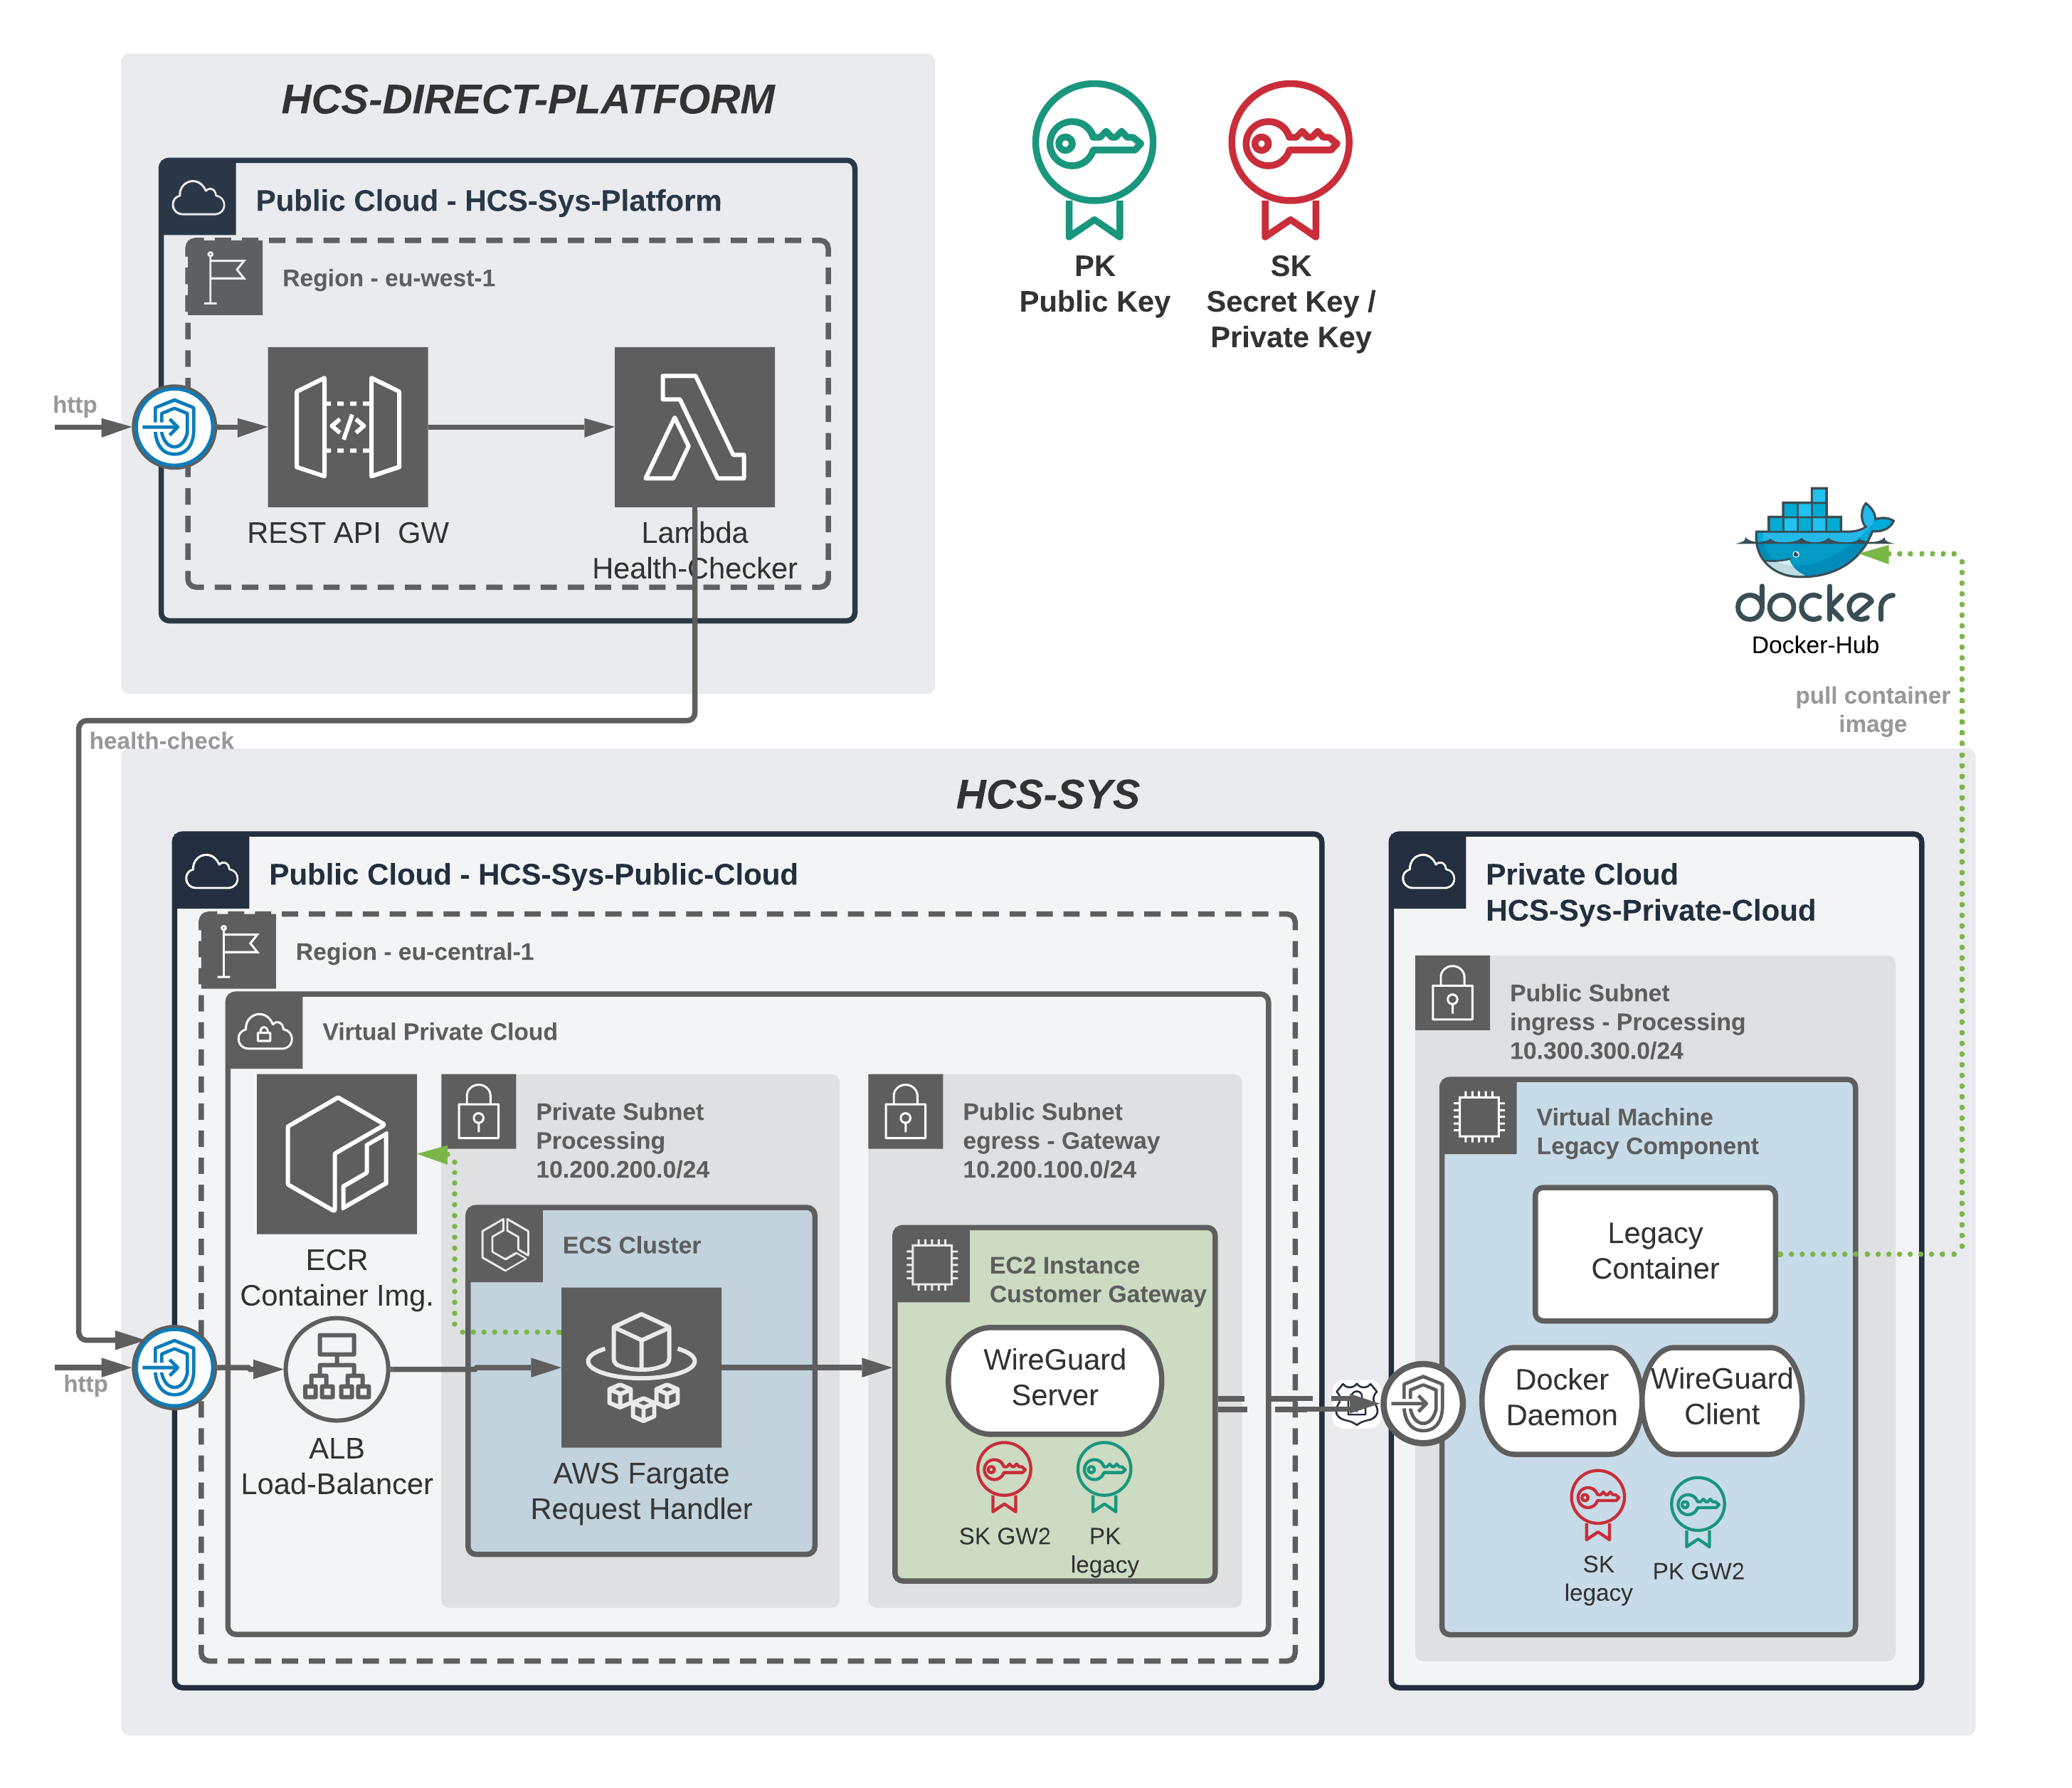 HCS-DIRECT-PLATFORM
Public Cloud - HCS-Sys-Platform
Region - eu-west-1
http
REST API  GW
Lambda
Health-Checker
PK
Public Key
SK
Secret Key /
Private Key
docker
Docker-Hub
pull container
image
health-check
HCS-SYS
Public Cloud - HCS-Sys-Public-Cloud
Region - eu-central-1
Virtual Private Cloud
ECR
Container Img.
http
ALB
Load-Balancer
Private Subnet
Processing
10.200.200.0/24
ECS Cluster
AWS Fargate
Request Handler
Public Subnet
egress - Gateway
10.200.100.0/24
EC2 Instance
Customer Gateway
WireGuard
Server
SK GW2
PK
legacy
Private Cloud
HCS-Sys-Private-Cloud
Public Subnet
ingress - Processing
10.300.300.0/24
Virtual Machine
Legacy Component
Legacy
Container
Docker
Daemon
WireGuard
Client
SK
legacy
PK GW2